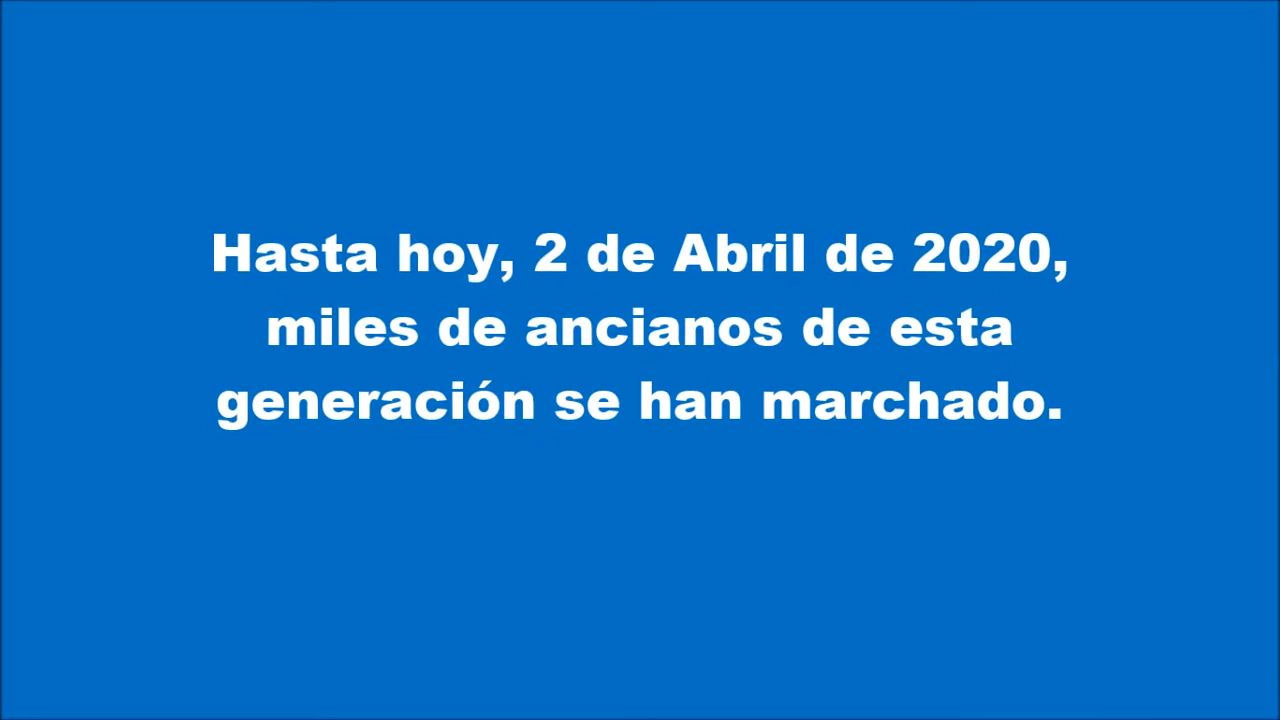 Hasta hoy, 2 de Abril de 2020,
miles de ancianos de esta
generación se han marchado.